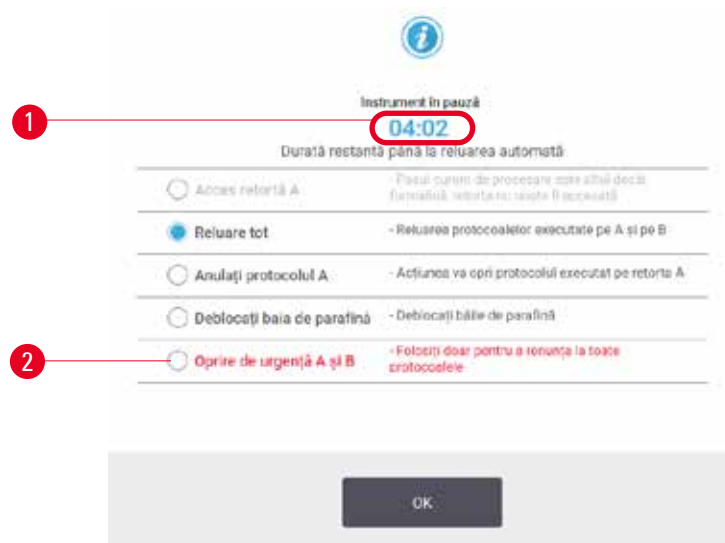 Instrument în pauză
1
04:02
Durată restantă până la reluarea automată
Acces retortă A
- Pasul curent de procesare este altul decât
formalină, retorta nu poate fi accesată
Reluare tot
- Reluarea protocoalelor executate pe A și pe B
Anulați protocolul A
- Acțiunea va opri protocolul executat pe retorta A
Deblocați baia de parafină
- Deblocați băile de parafină
2
Oprire de urgență A și B
- Folosiți doar pentru a renunța la toate
protocoalele
OK